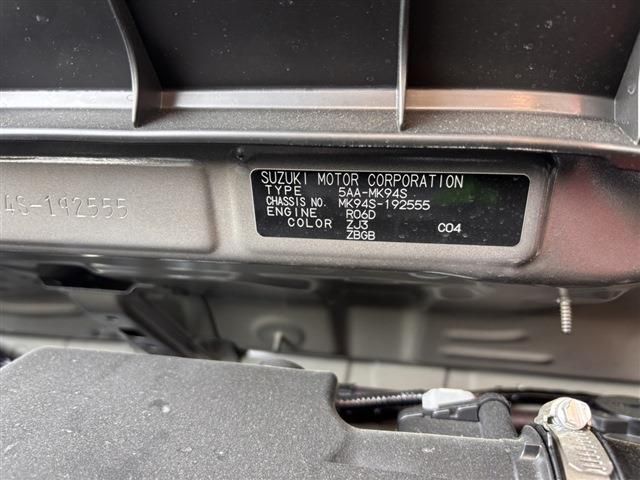 SUZUKI MOTOR CORPORATION
TYPE 5AA-MK94S
CHASSIS NO. MK94S-192555
ENGINE R06D
COLOR ZJ3 C04
ZBGB
4S-192555